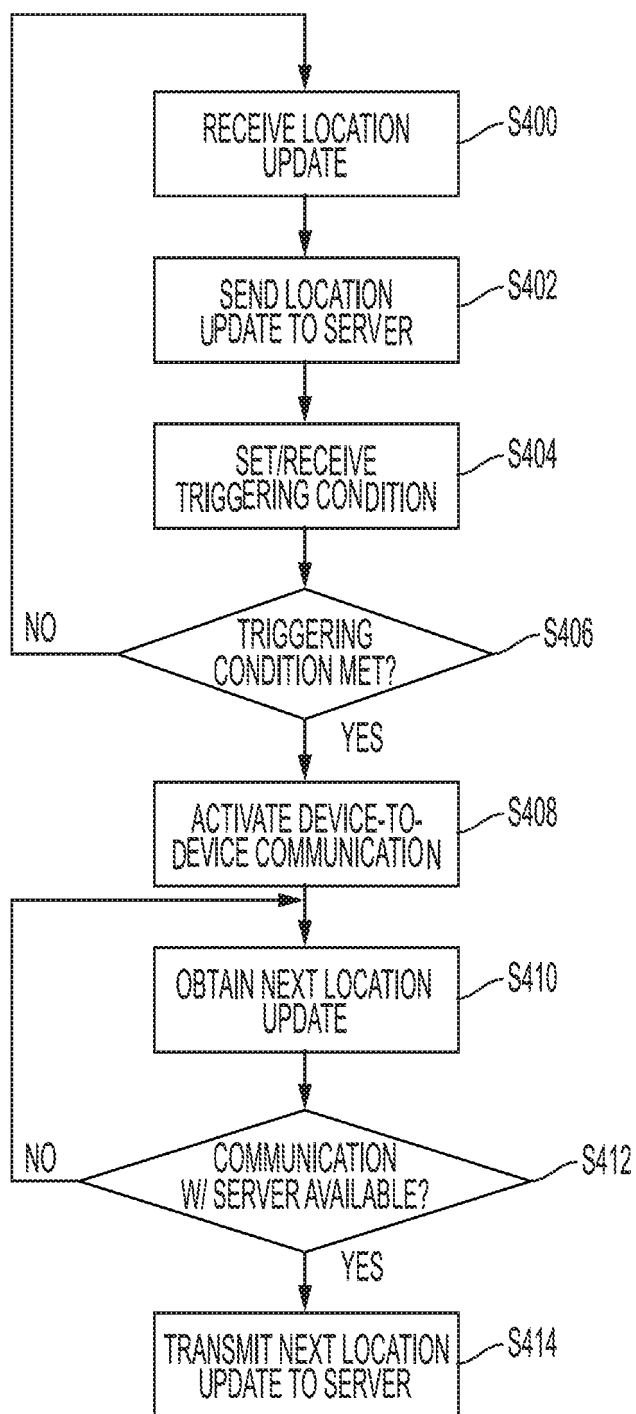 RECEIVE LOCATION
UPDATE
S400
SEND LOCATION
UPDATE TO SERVER
S402
SET/RECEIVE
TRIGGERING CONDITION
S404
NO
TRIGGERING
CONDITION MET?
S406
YES
ACTIVATE DEVICE-TO-
DEVICE COMMUNICATION
S408
OBTAIN NEXT LOCATION
UPDATE
S410
NO
COMMUNICATION
W/ SERVER AVAILABLE?
S412
YES
TRANSMIT NEXT LOCATION
UPDATE TO SERVER
S414